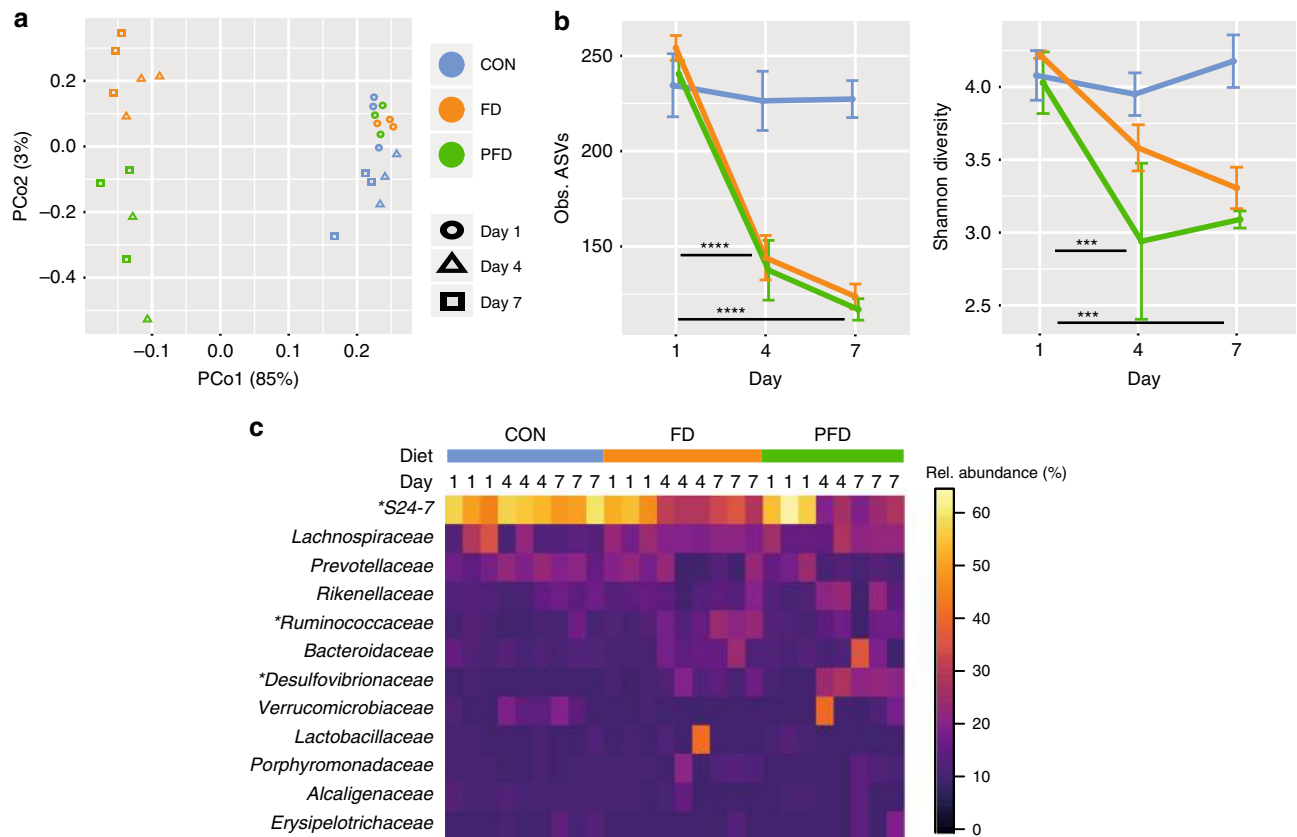 a
PCo2 (3%)
0.2
0.0
−0.2
−0.4
−0.1
0.0
0.1
0.2
PCo1 (85%)
CON
FD
PFD
Day 1
Day 4
Day 7
b
Obs. ASVs
250
200
150
****
****
1
4
7
Day
Shannon diversity
4.0
3.5
3.0
2.5
***
***
1
4
7
Day
c
CON FD PFD
Diet
Day 1 1 1 4 4 4 7 7 7 1 1 1 4 4 4 7 7 7 1 1 1 4 4 7 7 7
*S24-7
Lachnospiraceae
Prevotellaceae
Rikenellaceae
*Ruminococcaceae
Bacteroidaceae
*Desulfovibrionaceae
Verrucomicrobiaceae
Lactobacillaceae
Porphyromonadaceae
Alcaligenaceae
Erysipelotrichaceae
Rel. abundance (%)
60
50
40
30
20
10
0